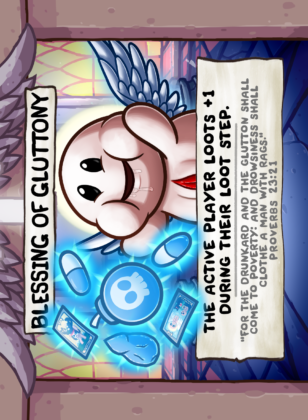 BLESSING OF GLUTTONY
THE ACTIVE PLAYER LOOTS +1
DURING THEIR LOOT STEP.
"FOR THE DRUNKARD AND THE GLUTTON SHALL
COME TO POVERTY: AND DROWSINESS SHALL
CLOTHE A MAN WITH RAGS."
PROVERBS 23:21